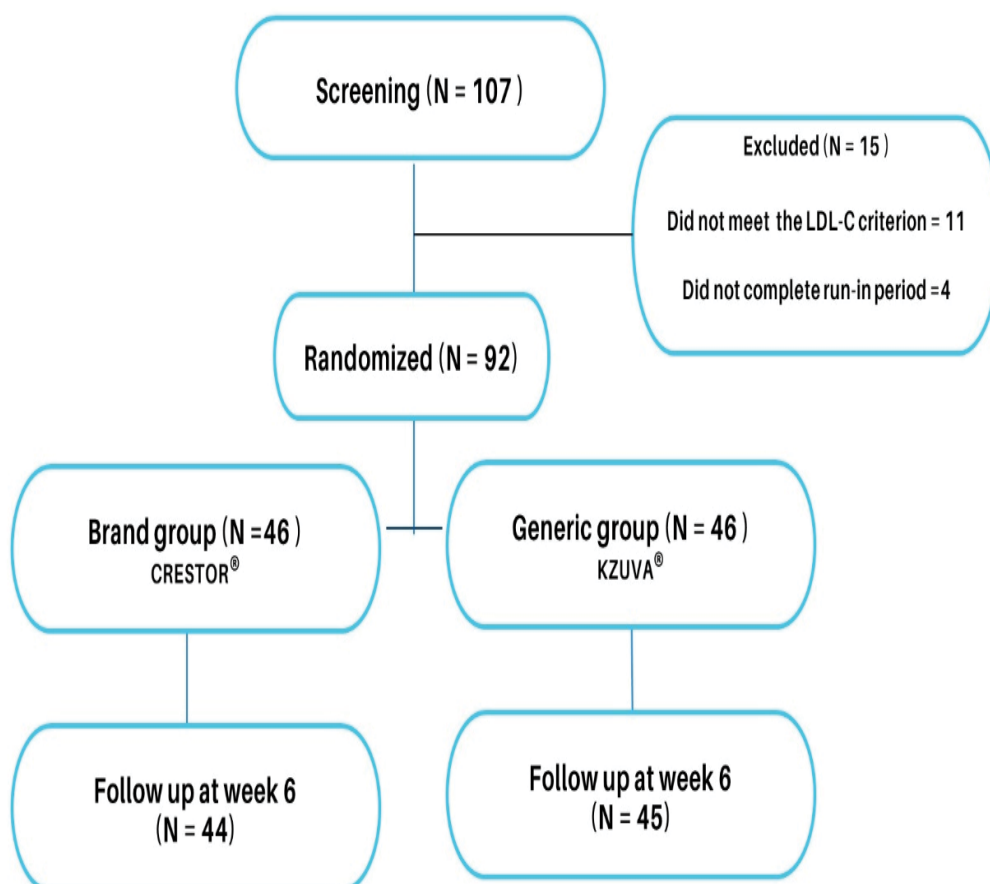 Screening (N = 107 )
Excluded (N = 15 )
Did not meet the LDL-C criterion = 11
Did not complete run-in period =4
Randomized (N = 92)
Brand group (N =46 )
CRESTOR®
Generic group (N = 46)
KZUVA®
Follow up at week 6
(N = 44)
Follow up at week 6
(N = 45)